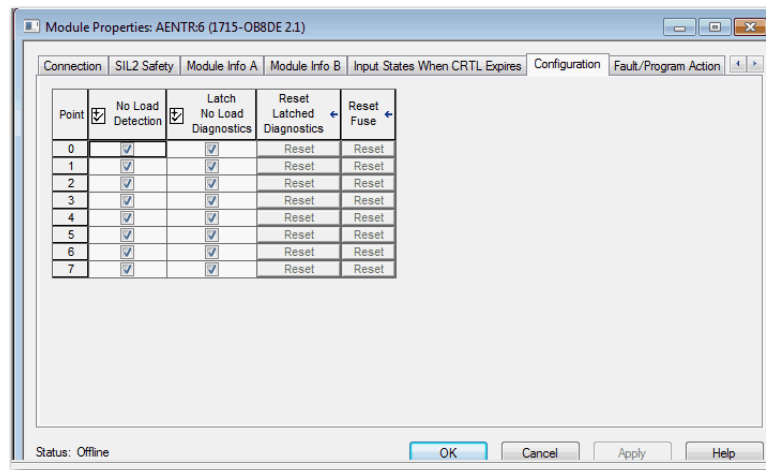 Module Properties: AENTR:6 (1715-OB8DE 2.1)
Connection SIL2 Safety Module Info A Module Info B Input States When CRTL Expires Configuration Fault/Program Action
Point No Load Detection Latch No Load Diagnostics Reset Latched Diagnostics Reset Fuse
0 Reset Reset
1 Reset Reset
2 Reset Reset
3 Reset Reset
4 Reset Reset
5 Reset Reset
6 Reset Reset
7 Reset Reset
Status: Offline OK Cancel Apply Help